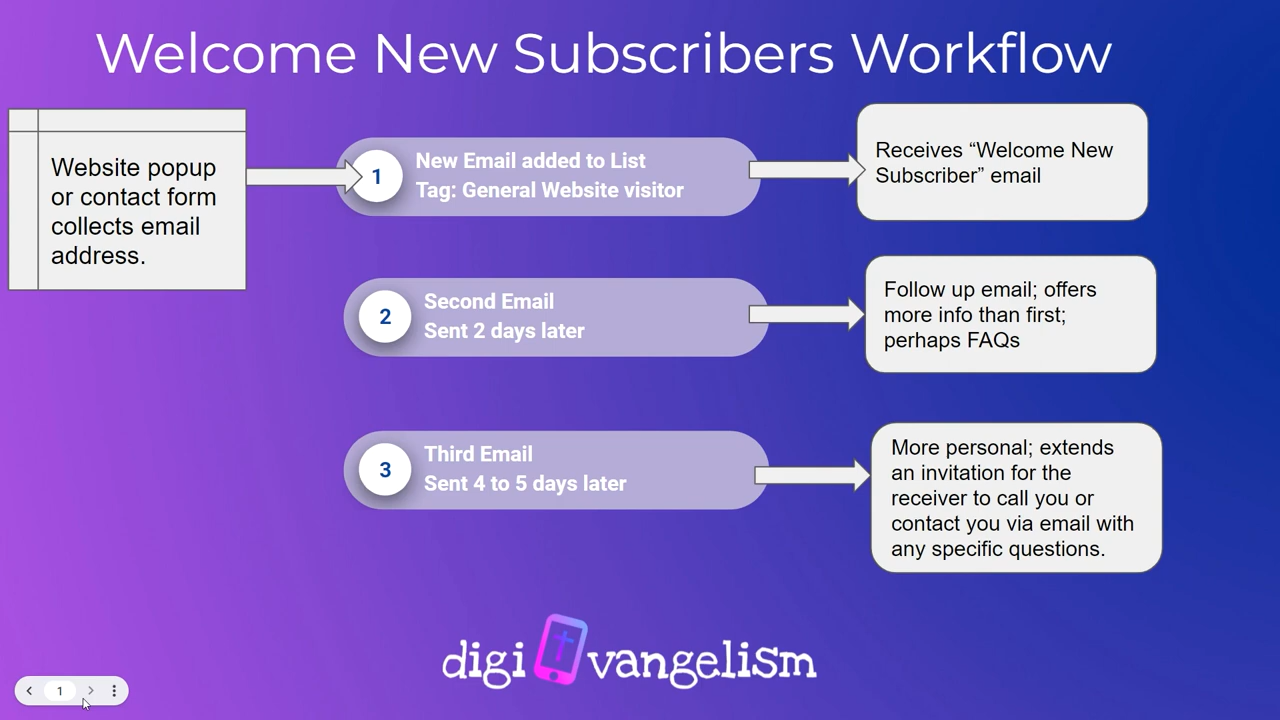 Welcome New Subscribers Workflow
Website popup
or contact form
collects email
address.
1
New Email added to List
Tag: General Website visitor
Receives “Welcome New
Subscriber” email
2
Second Email
Sent 2 days later
Follow up email; offers
more info than first;
perhaps FAQs
3
Third Email
Sent 4 to 5 days later
More personal; extends
an invitation for the
receiver to call you or
contact you via email with
any specific questions.
digi vangelism
1